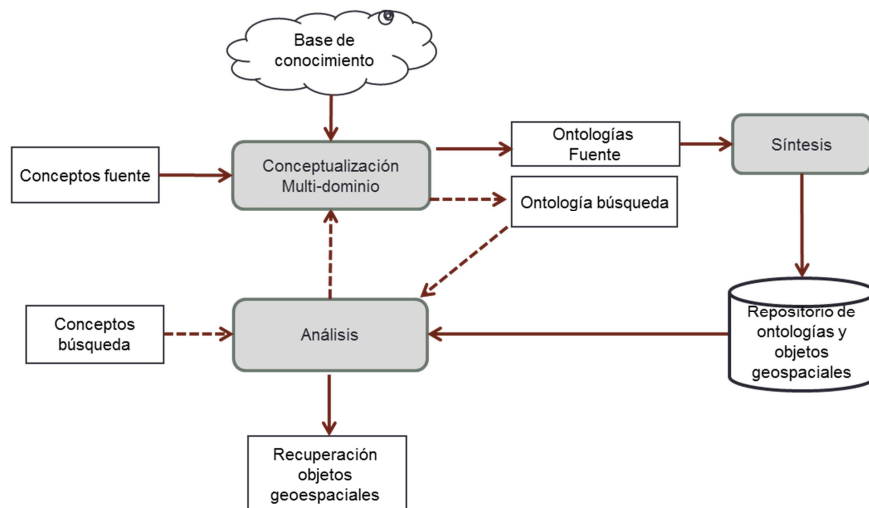 Base de
conocimiento
Conceptos fuente
Conceptualización
Multi-dominio
Ontologías
Fuente
Síntesis
Ontología búsqueda
Conceptos
búsqueda
Análisis
Repositorio de
ontologías y
objetos
geospaciales
Recuperación
objetos
geoespaciales